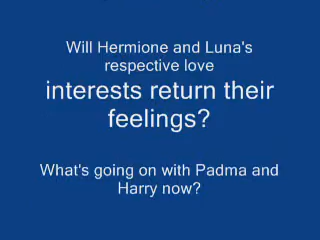 Will Hermione and Luna's
respective love
interests return their
feelings?
What's going on with Padma and
Harry now?